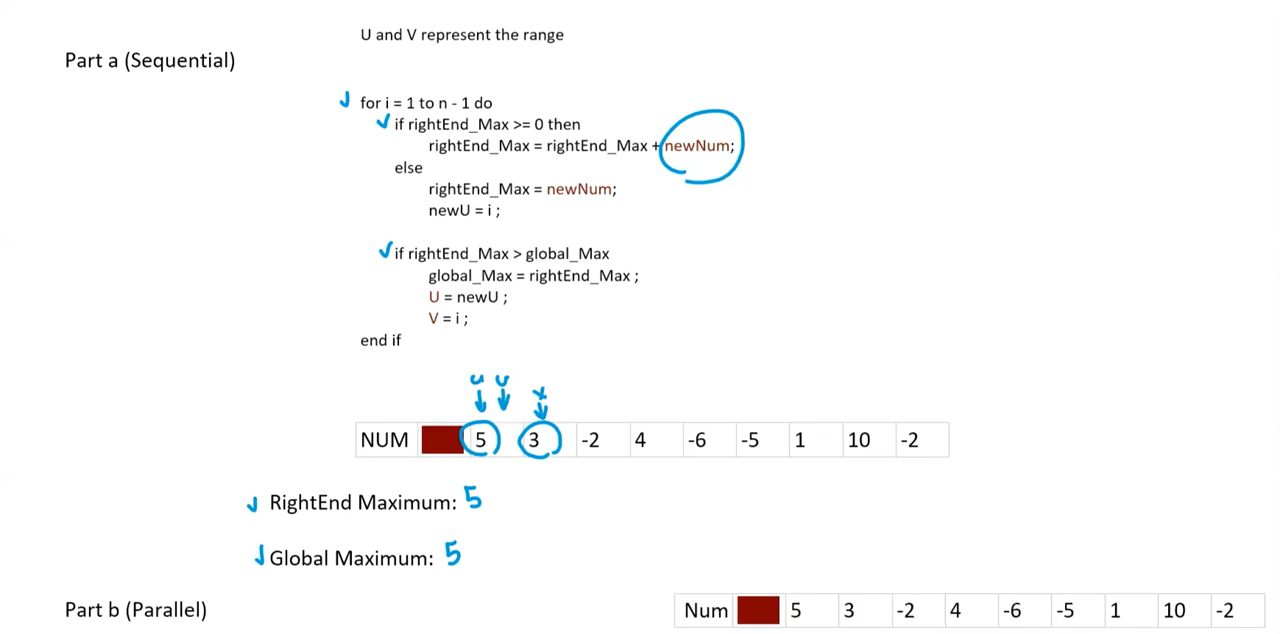 U and V represent the range
Part a (Sequential)
for i = 1 to n - 1 do
if rightEnd_Max >= 0 then
rightEnd_Max = rightEnd_Max + newNum;
else
rightEnd_Max = newNum;
newU = i ;
if rightEnd_Max > global_Max
global_Max = rightEnd_Max ;
U = newU ;
V = i ;
end if
u v
NUM 5 3 -2 4 -6 -5 1 10 -2
RightEnd Maximum: 5
Global Maximum: 5
Part b (Parallel)
Num 5 3 -2 4 -6 -5 1 10 -2